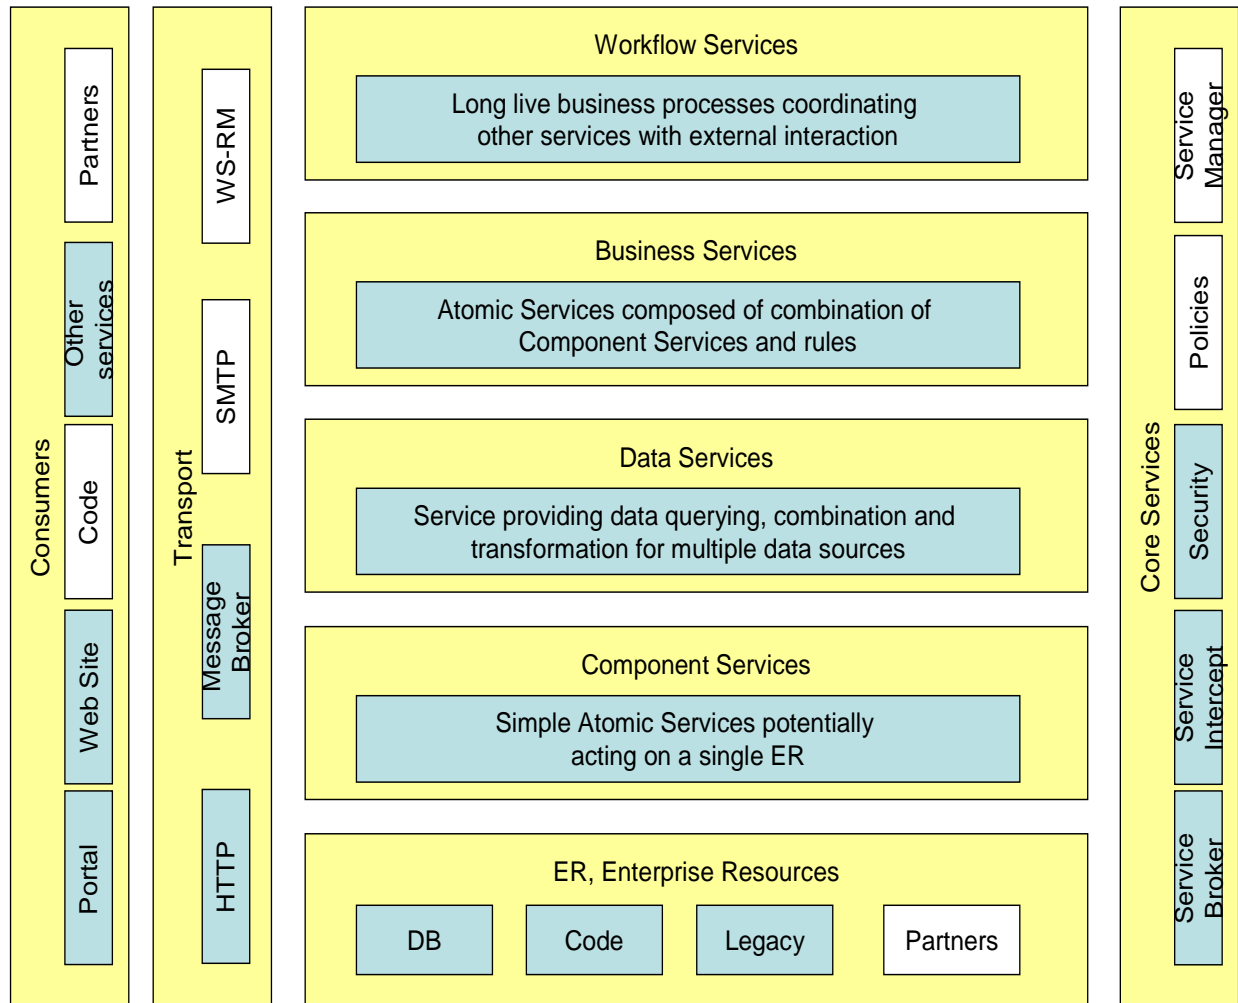 Consumers
Partners
Other
services
Code
Web Site
Portal
Transport
WS-RM
SMTP
Message
Broker
HTTP
Workflow Services
Long live business processes coordinating
other services with external interaction
Business Services
Atomic Services composed of combination of
Component Services and rules
Data Services
Service providing data querying, combination and
transformation for multiple data sources
Component Services
Simple Atomic Services potentially
acting on a single ER
ER, Enterprise Resources
DB
Code
Legacy
Partners
Core Services
Service
Manager
Policies
Security
Service
Intercept
Service
Broker